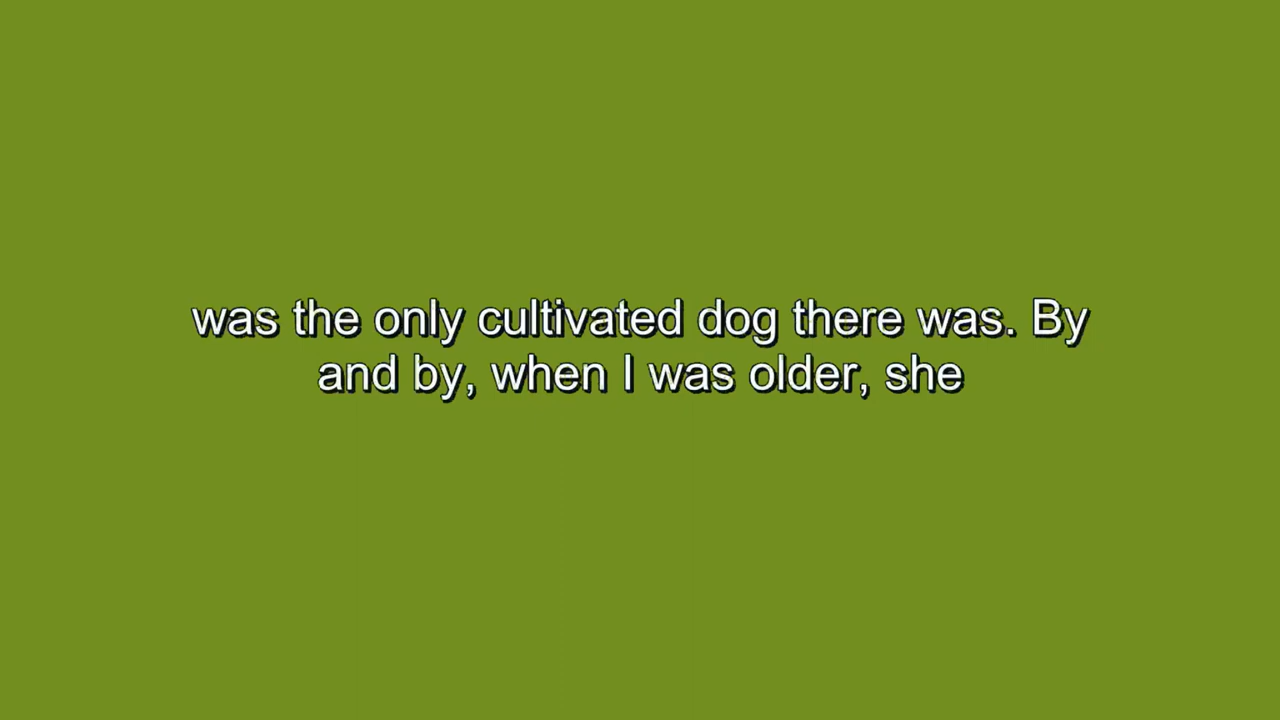 was the only cultivated dog there was. By
and by, when I was older, she